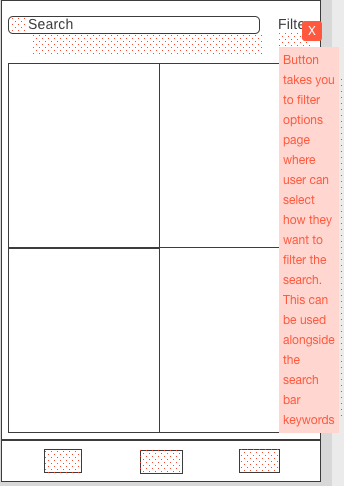 Search
Filte
X
Button
takes you
to filter
options
page
where
user can
select
how they
want to
filter the
search.
This can
be used
alongside
the
search
bar
keywords